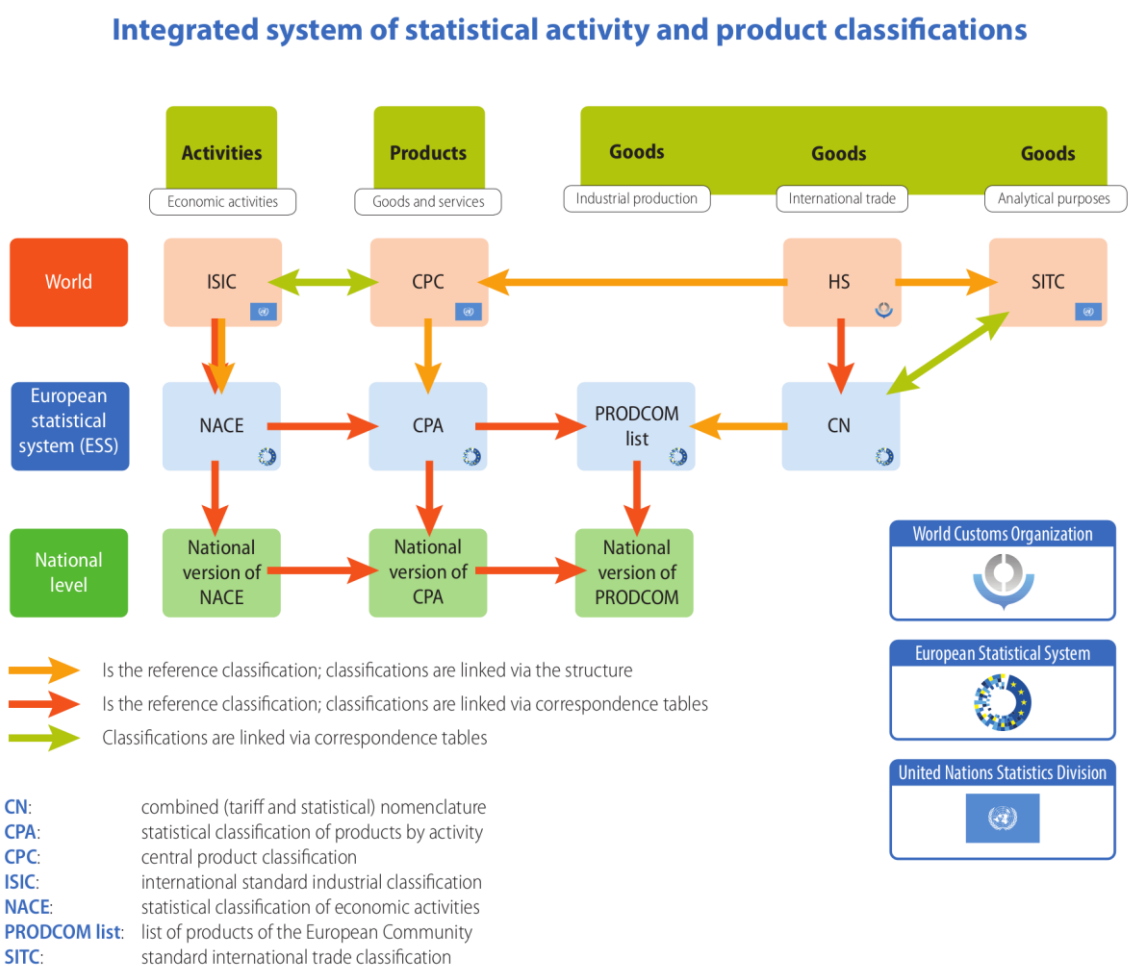 Integrated system of statistical activity and product classifications
Activities
Products
Goods
Goods
Goods
Economic activities
Goods and services
Industrial production
International trade
Analytical purposes
World
ISIC
CPC
HS
SITC
European
statistical
system (ESS)
NACE
CPA
PRODCOM
list
CN
National
level
National
version of
NACE
National
version of
CPA
National
version of
PRODCOM
World Customs Organization
European Statistical System
United Nations Statistics Division
Is the reference classification; classifications are linked via the structure
Is the reference classification; classifications are linked via correspondence tables
Classifications are linked via correspondence tables
CN: combined (tariff and statistical) nomenclature
CPA: statistical classification of products by activity
CPC: central product classification
ISIC: international standard industrial classification
NACE: statistical classification of economic activities
PRODCOM list: list of products of the European Community
SITC: standard international trade classification